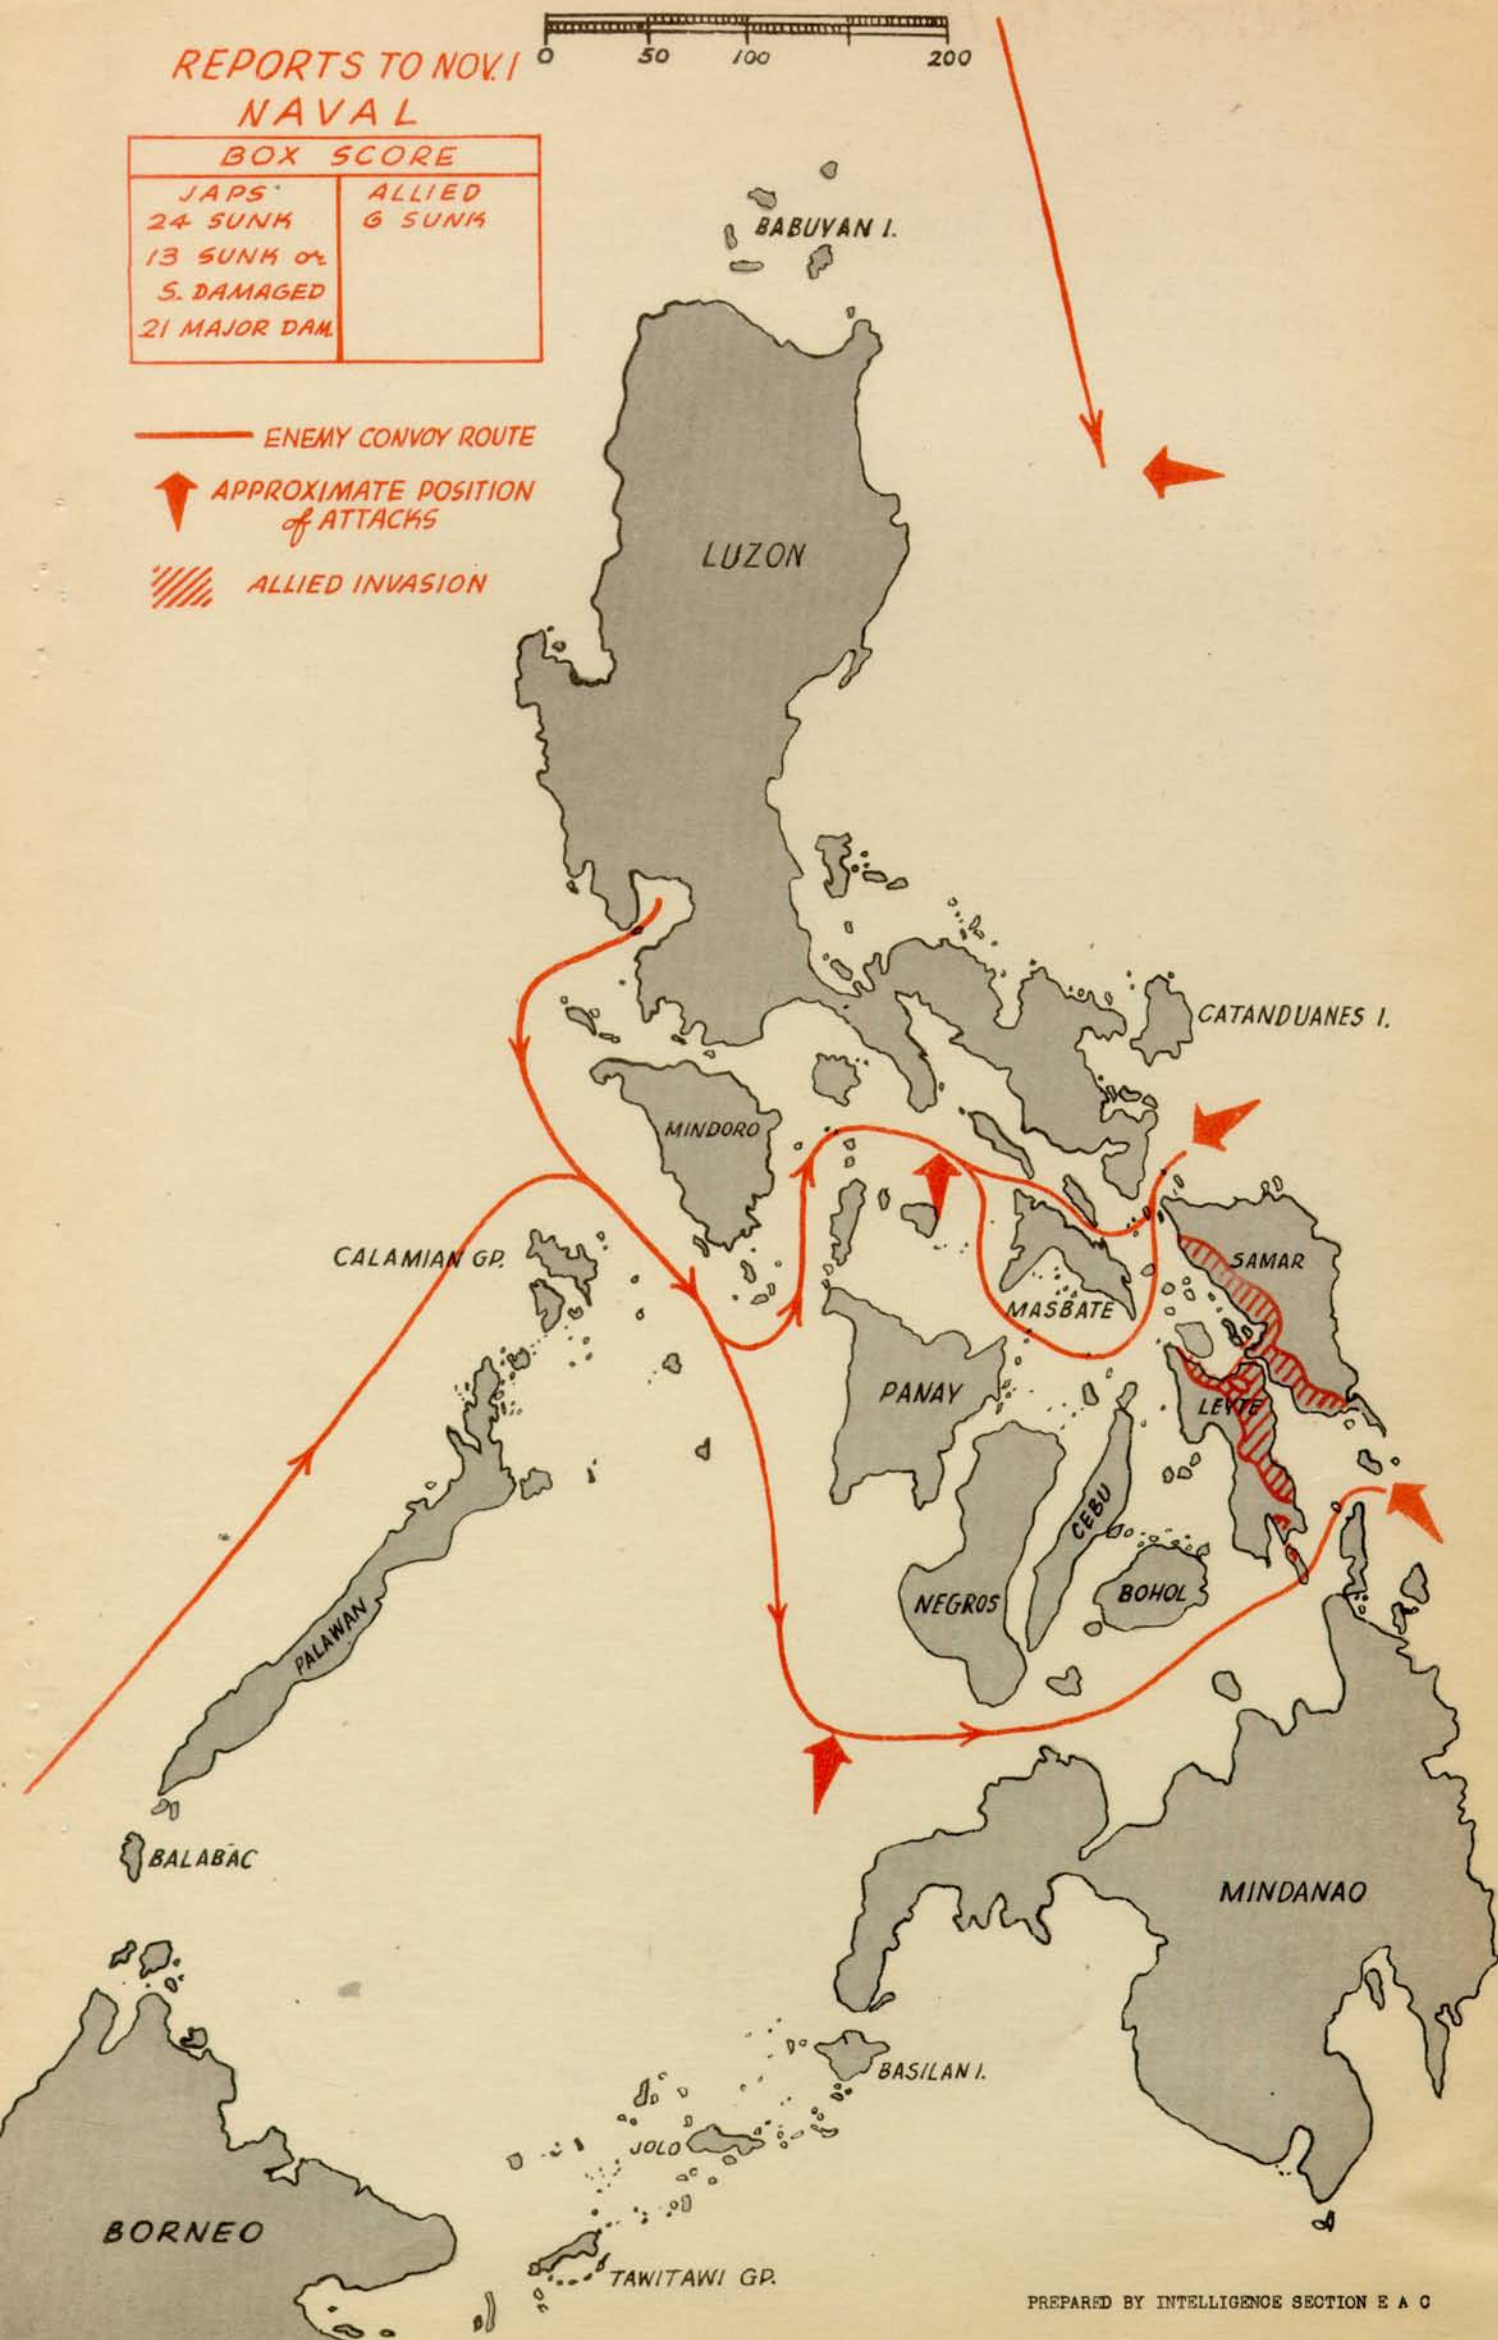 0 50 100 200
REPORTS TO NOV. 1
NAVAL
BOX SCORE
JAPS
24 SUNK
13 SUNK or
S. DAMAGED
21 MAJOR DAM.
ALLIED
6 SUNK
ENEMY CONVOY ROUTE
APPROXIMATE POSITION
of ATTACKS
ALLIED INVASION
BABUYAN I.
LUZON
CATANDUANES I.
MINDORO
CALAMIAN GP.
SAMAR
MASBATE
PANAY
LEYTE
CEBU
NEGROS
BOHOL
PALAWAN
BALABAC
MINDANAO
BASILAN I.
JOLO
BORNEO
TAWITAWI GP.
PREPARED BY INTELLIGENCE SECTION E A C